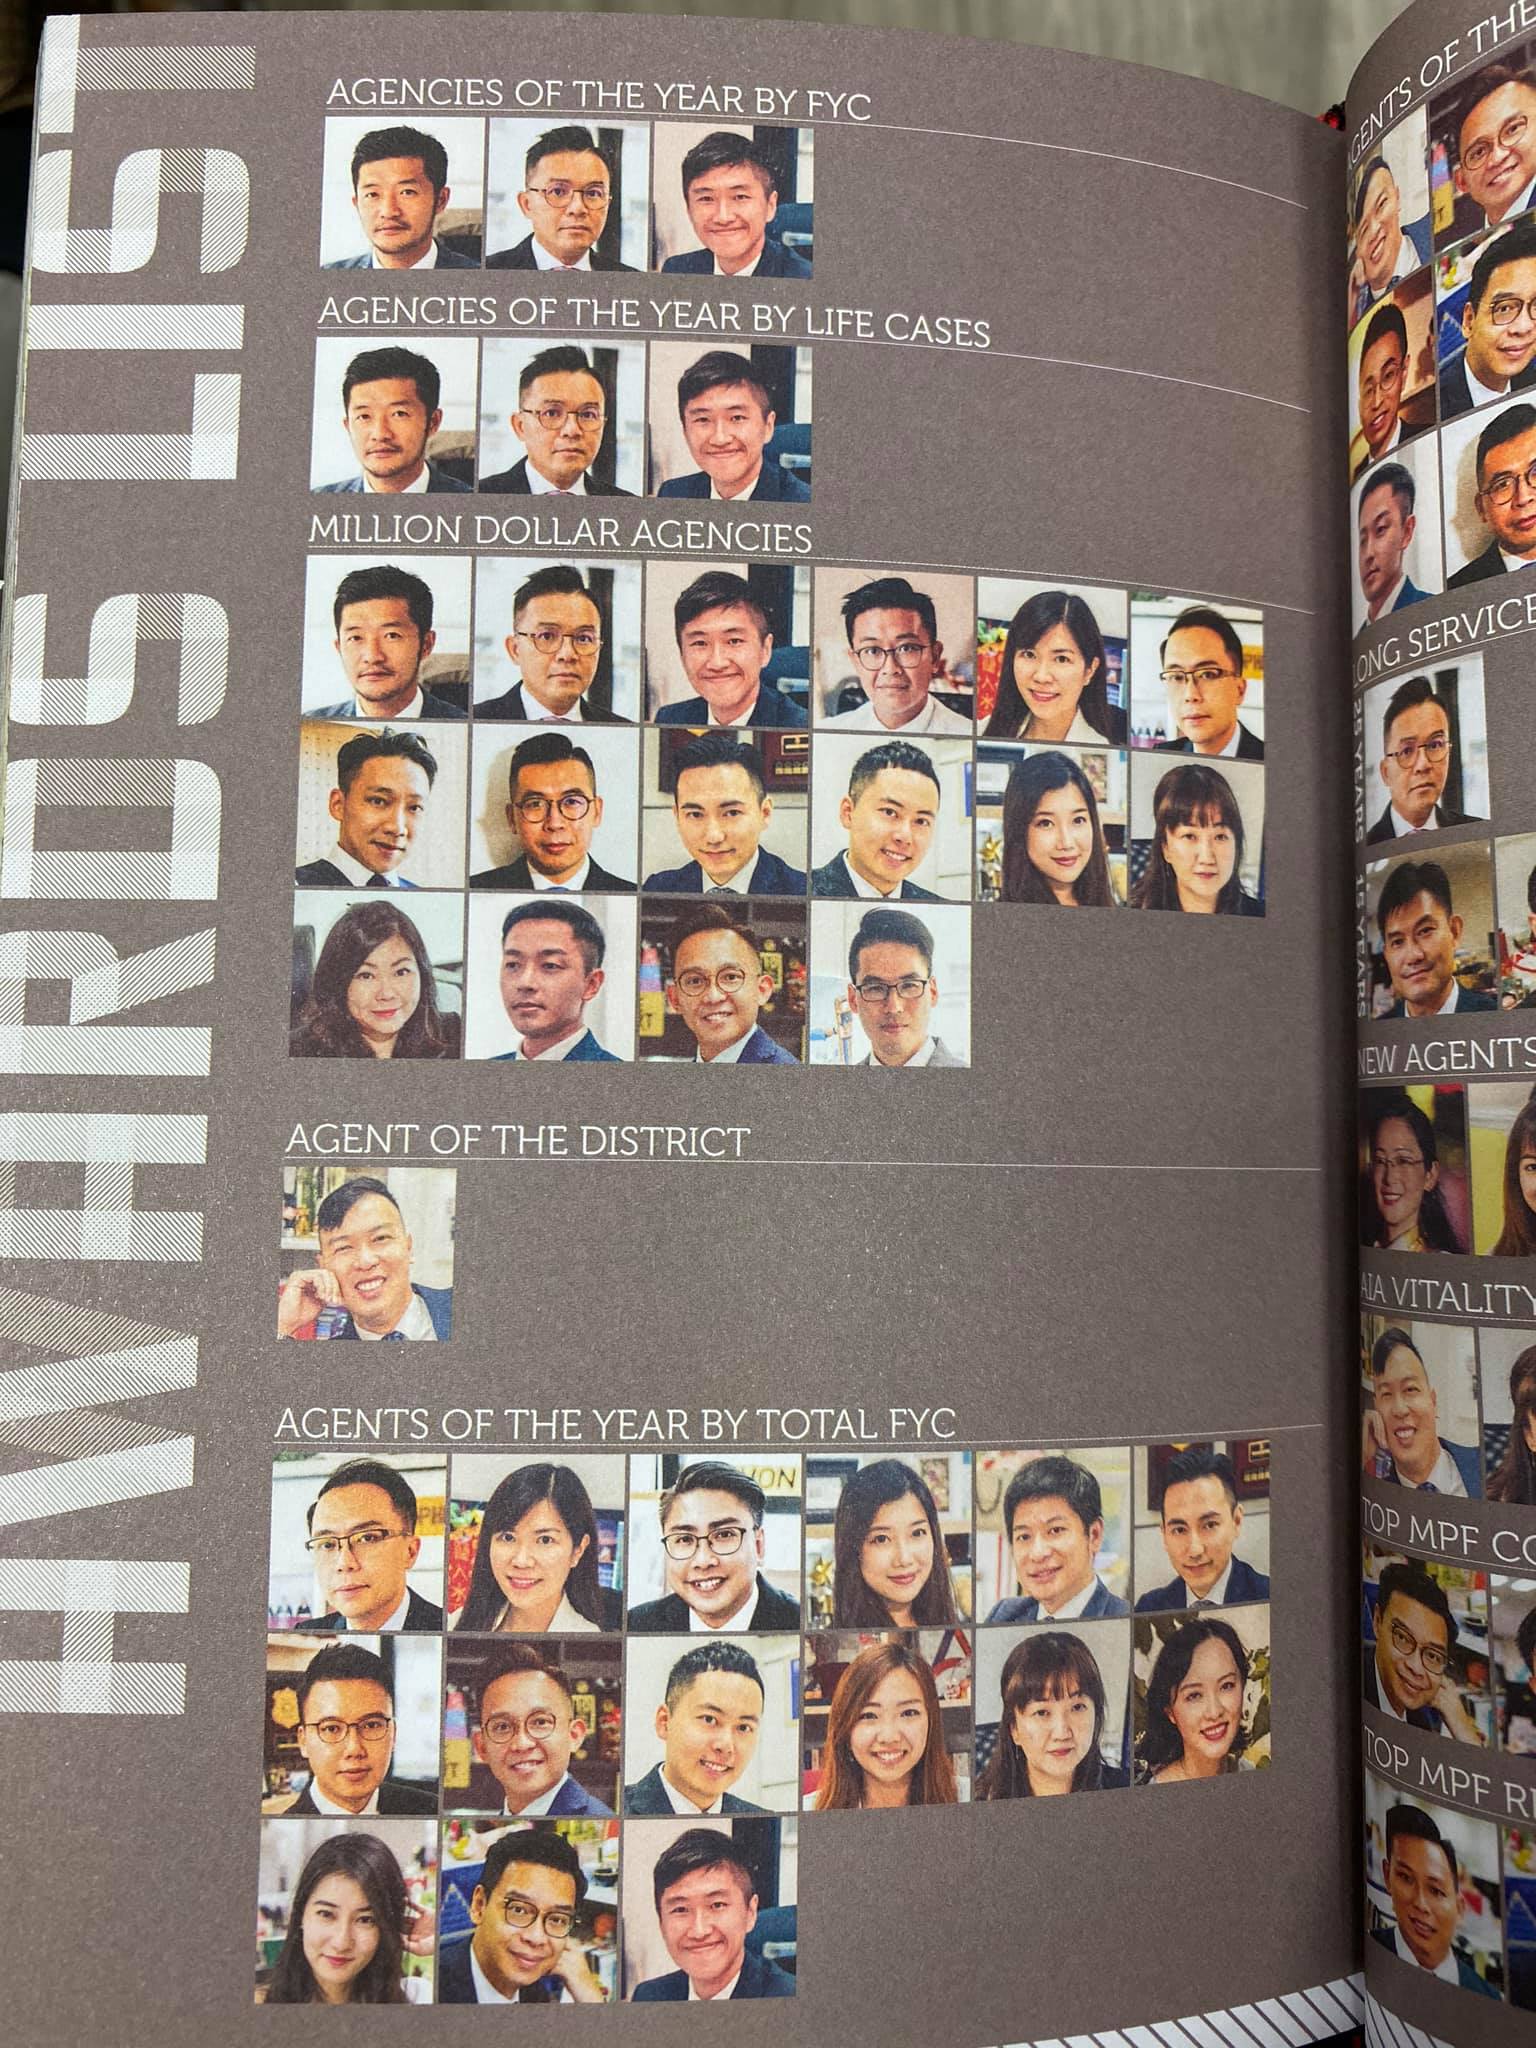 AWARDS LIST
AGENCIES OF THE YEAR BY FYC
AGENCIES OF THE YEAR BY LIFE CASES
MILLION DOLLAR AGENCIES
AGENT OF THE DISTRICT
AGENTS OF THE YEAR BY TOTAL FYC
GENTS OF THE
LONG SERVICE
25 YEARS
15 YEARS
NEW AGENTS
AIA VITALITY
TOP MPF CO
TOP MPF R